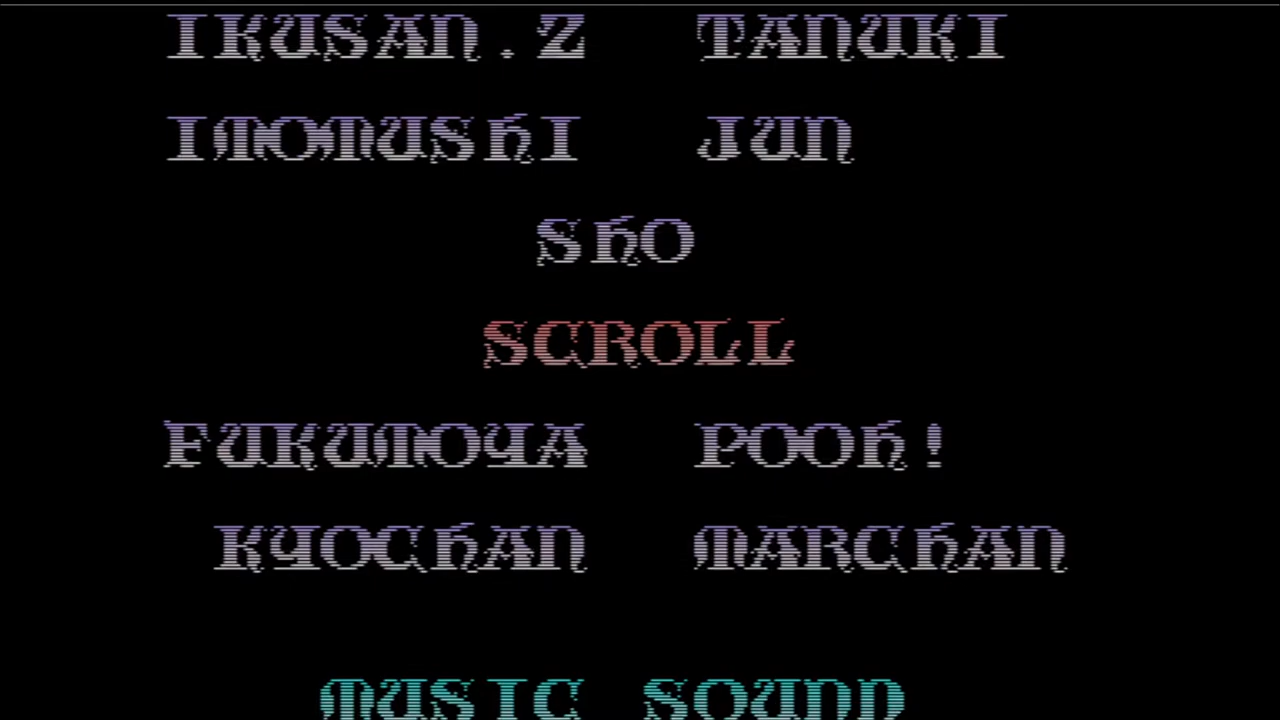 IKUSAN.Z TANUKI
IMOMUSHI JUN
SHO
SCROLL
FUKUMOYA POOH!
KYOCHAN MARCHAN
MUSIC SOUND